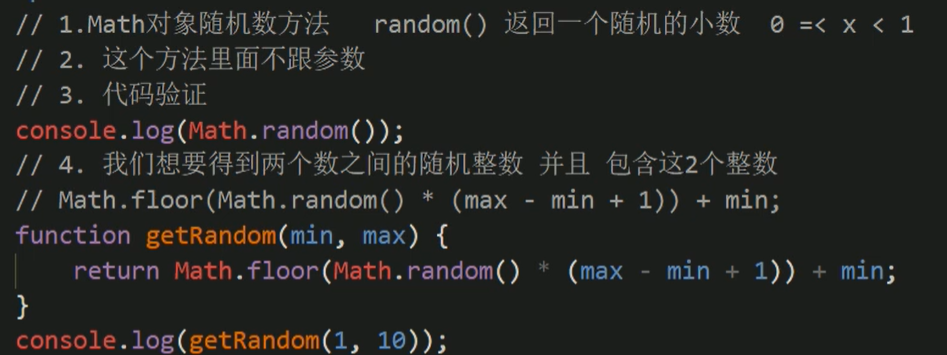 // 1.Math对象随机数方法   random() 返回一个随机的小数  0 =< x < 1
// 2. 这个方法里面不跟参数
// 3. 代码验证
console.log(Math.random());
// 4. 我们想要得到两个数之间的随机整数 并且 包含这2个整数
// Math.floor(Math.random() * (max - min + 1)) + min;
function getRandom(min, max) {
    return Math.floor(Math.random() * (max - min + 1)) + min;
}
console.log(getRandom(1, 10));